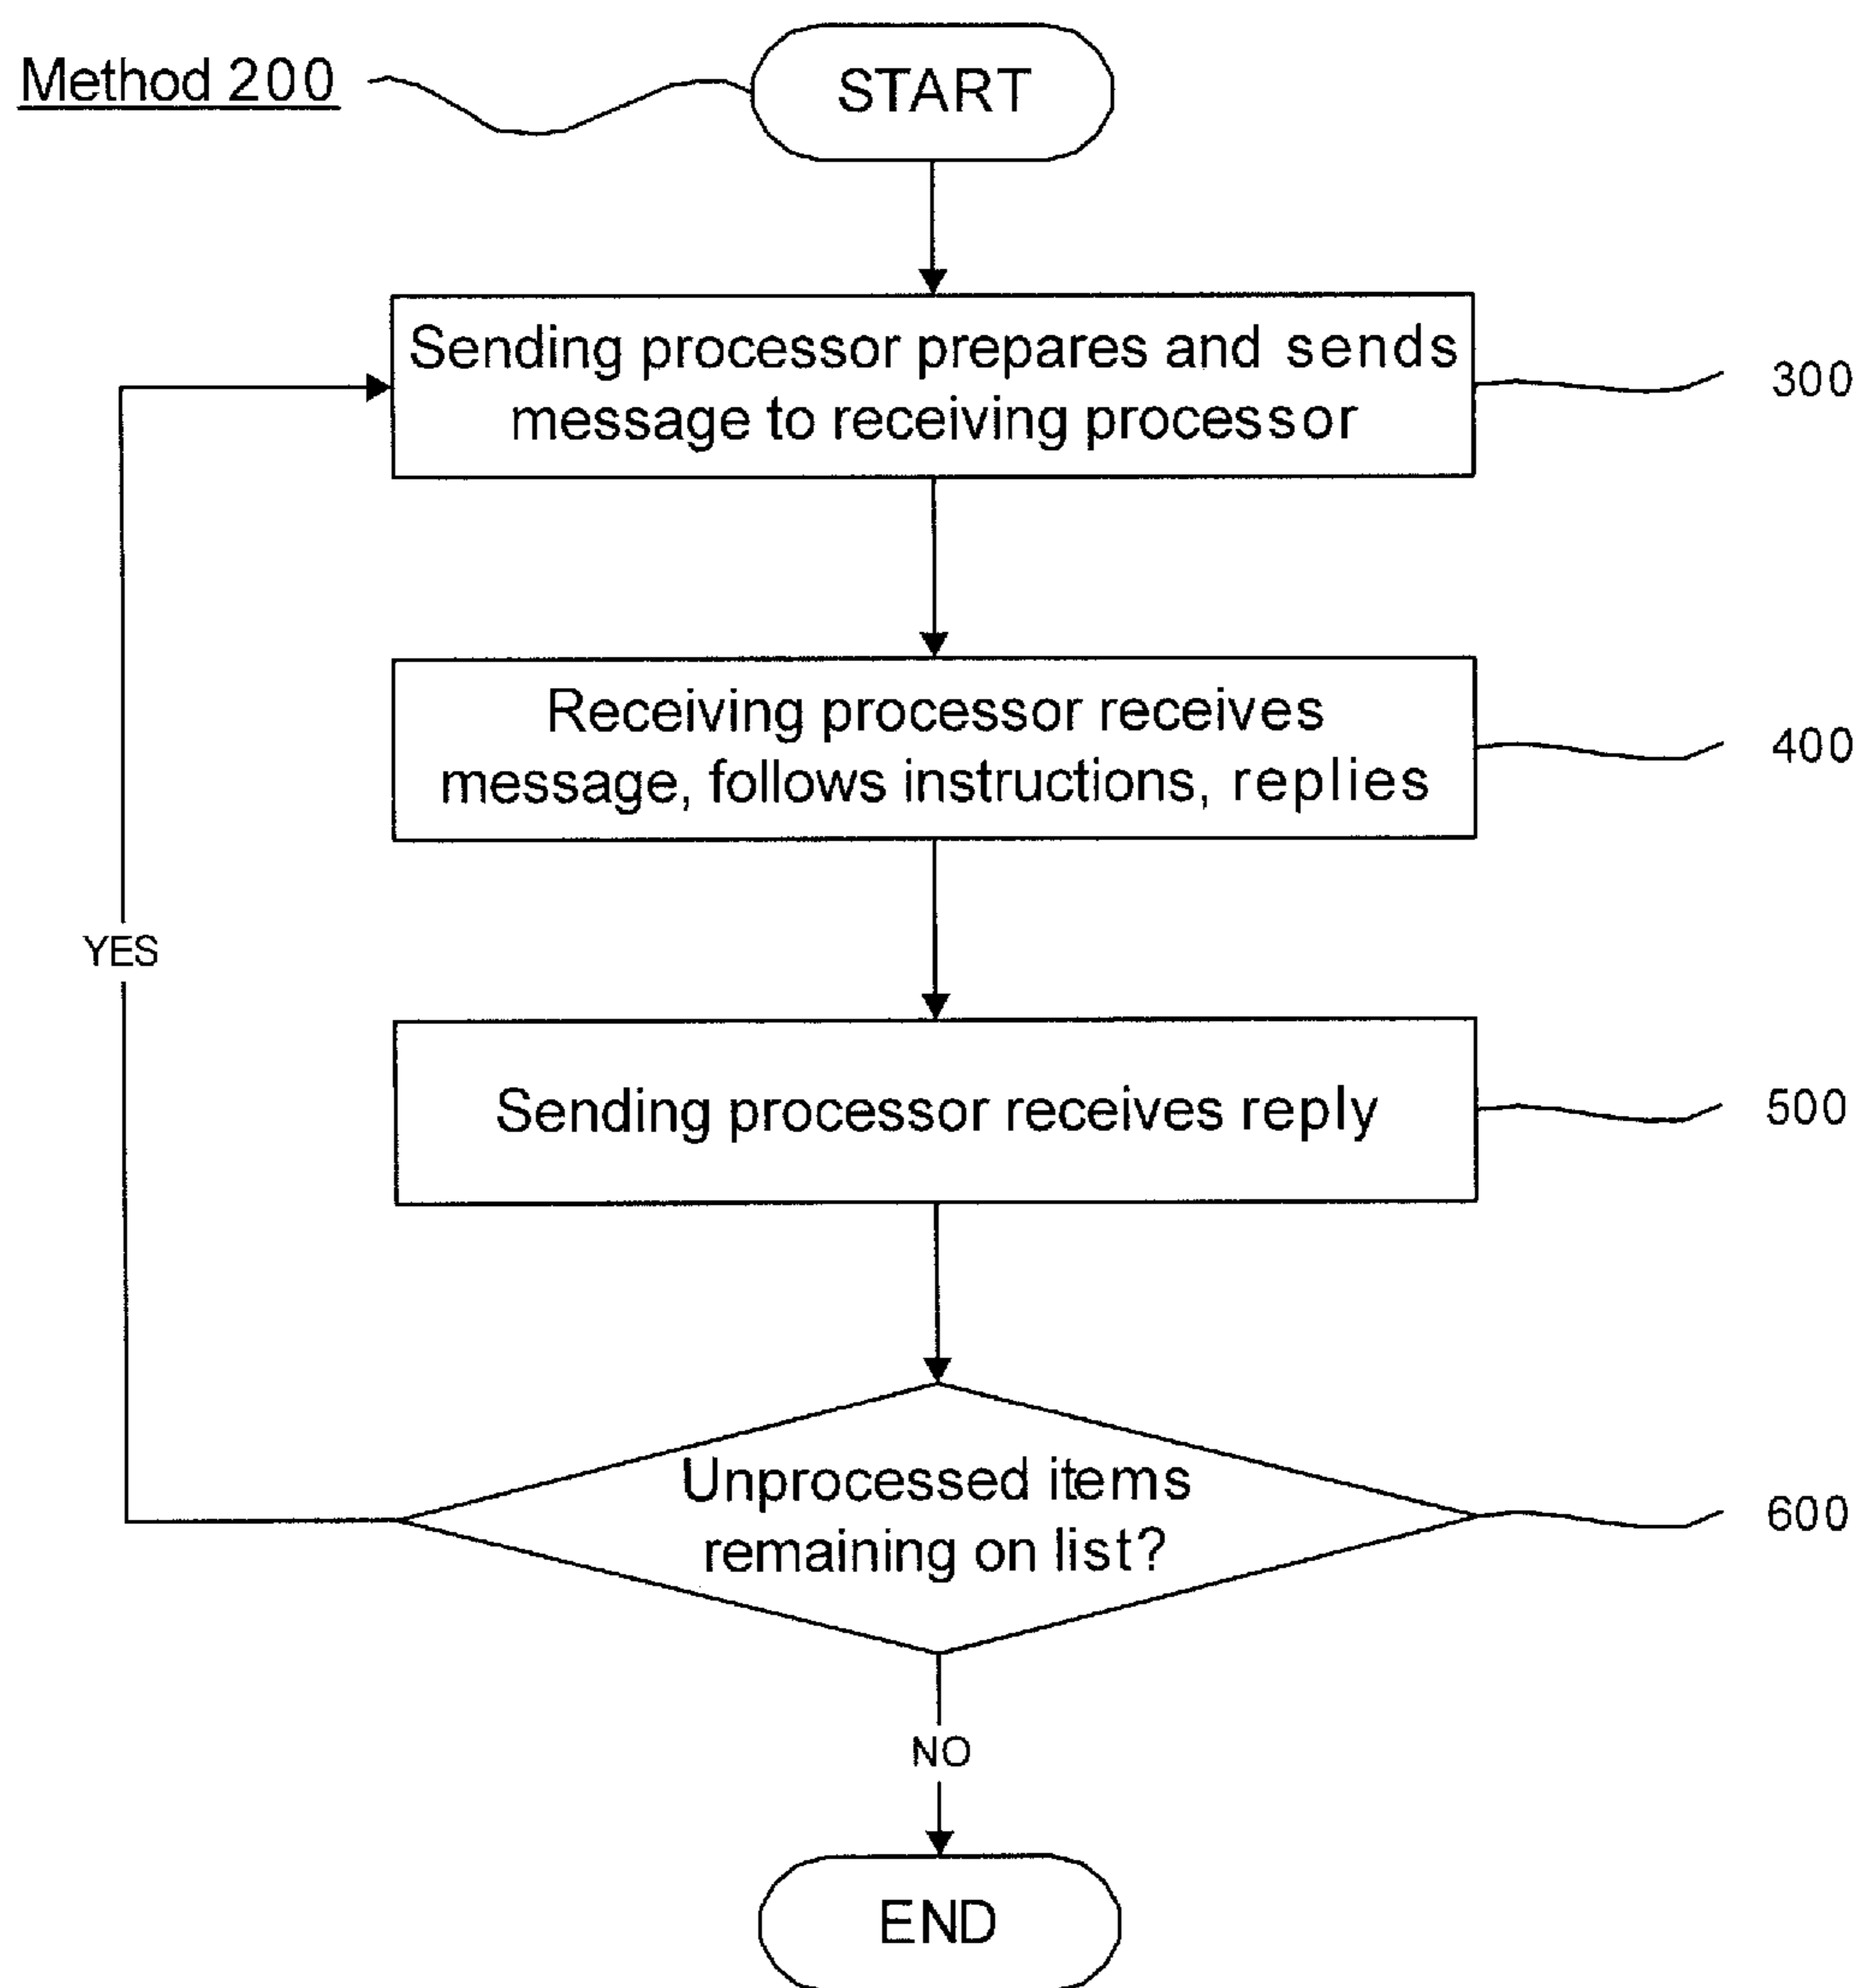 Method 200
START
Sending processor prepares and sends
message to receiving processor
300
Receiving processor receives
message, follows instructions, replies
400
YES
Sending processor receives reply
500
Unprocessed items
remaining on list?
600
NO
END